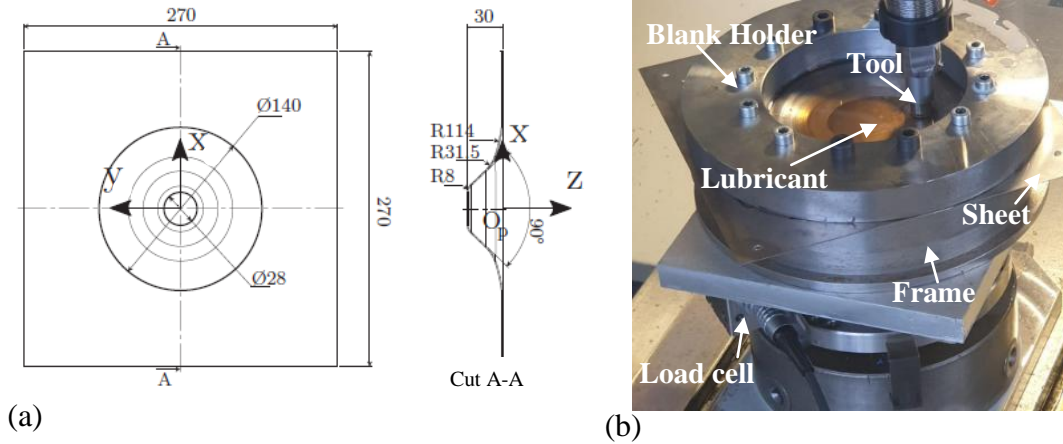 270
A
Ø140
X
y
270
Ø28
A
(a)
30
R114
X
R31.5
R8
Z
Op
90°
Cut A-A
Blank Holder
Tool
Lubricant
Sheet
Frame
Load cell
(b)